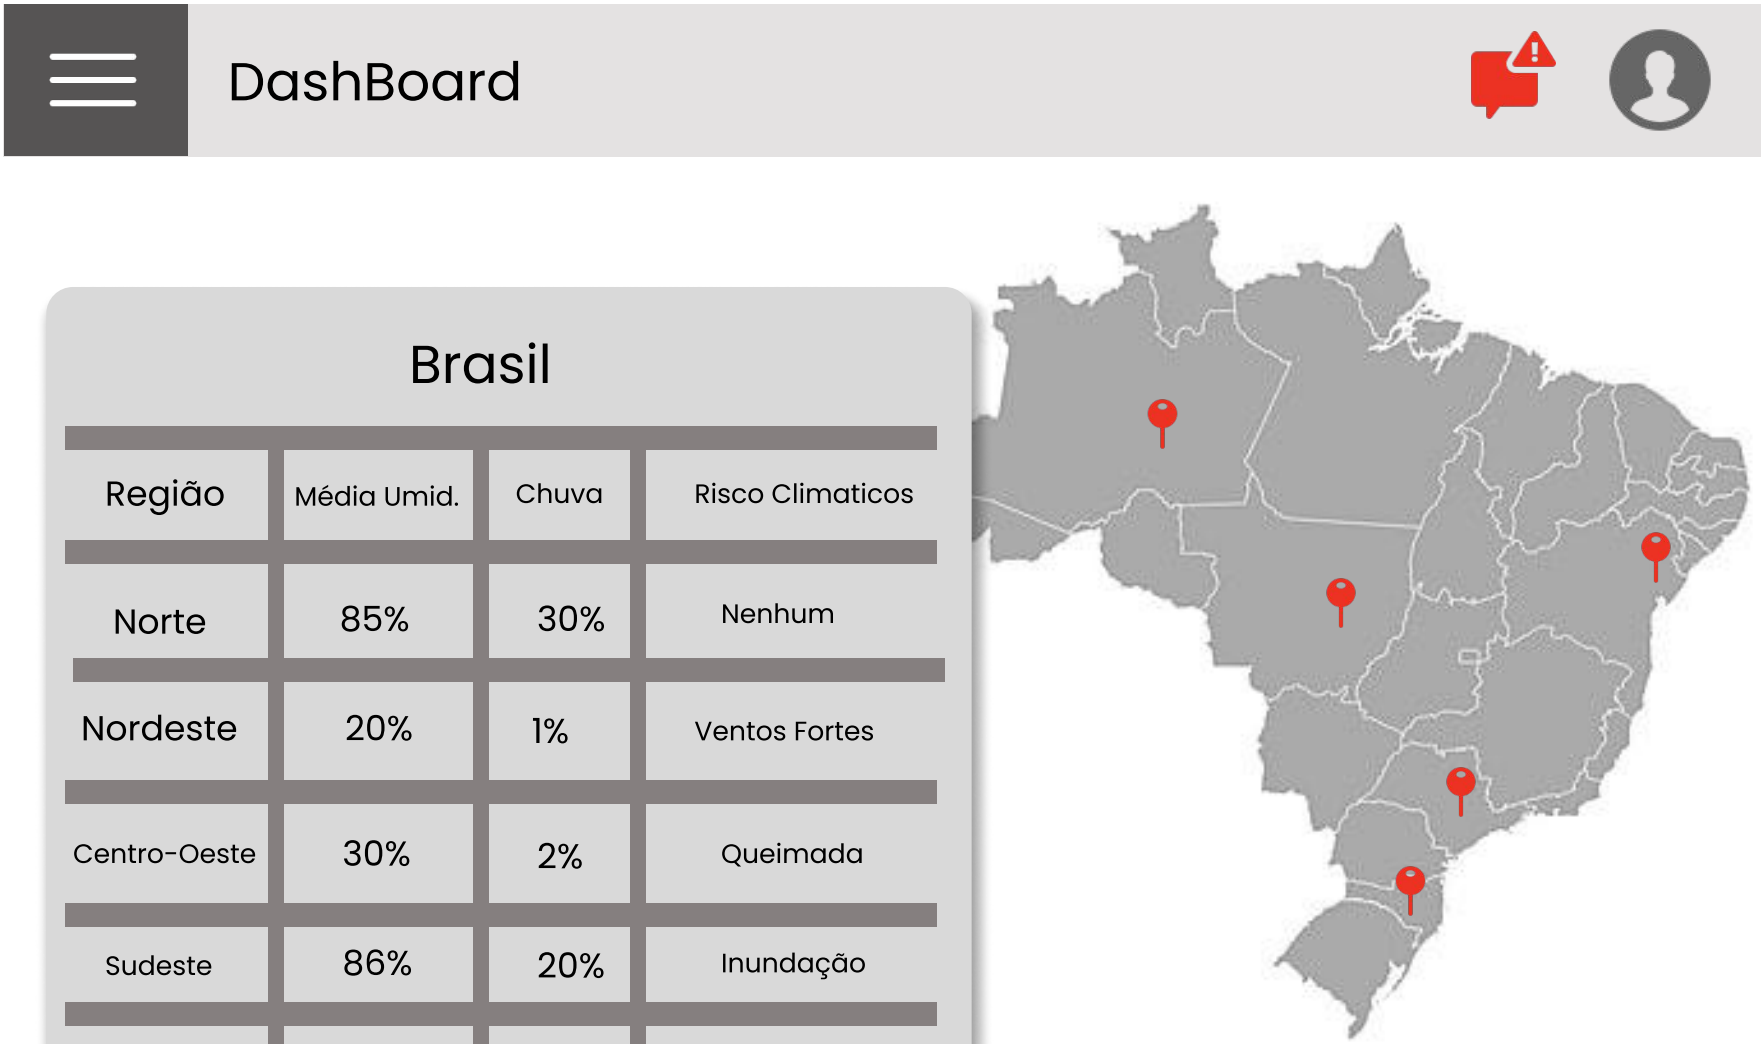 DashBoard
Brasil
Região Média Umid. Chuva Risco Climaticos
Norte 85% 30% Nenhum
Nordeste 20% 1% Ventos Fortes
Centro-Oeste 30% 2% Queimada
Sudeste 86% 20% Inundação